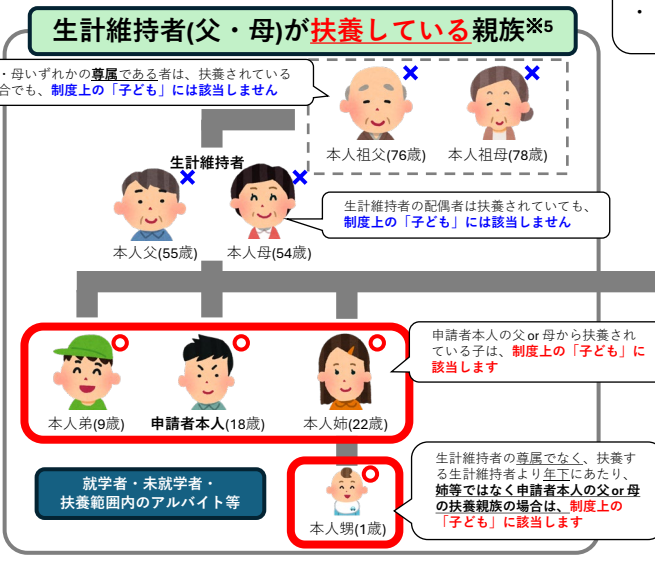 生計維持者(父・母)が扶養している親族※5
・
・母いずれかの尊属である者は、扶養されている
合でも、制度上の「子ども」には該当しません
本人祖父(76歳)
本人祖母(78歳)
生計維持者
本人父(55歳)
本人母(54歳)
生計維持者の配偶者は扶養されていても、
制度上の「子ども」には該当しません
申請者本人の父or 母から扶養され
ている子は、制度上の「子ども」に
該当します
本人弟(9歳)
申請者本人(18歳)
本人姉(22歳)
就学者・未就学者・
扶養範囲内のアルバイト等
本人甥(1歳)
生計維持者の尊属でなく、扶養す
る生計維持者より年下にあたり、
姉等ではなく申請者本人の父or 母
の扶養親族の場合は、制度上の
「子ども」に該当します